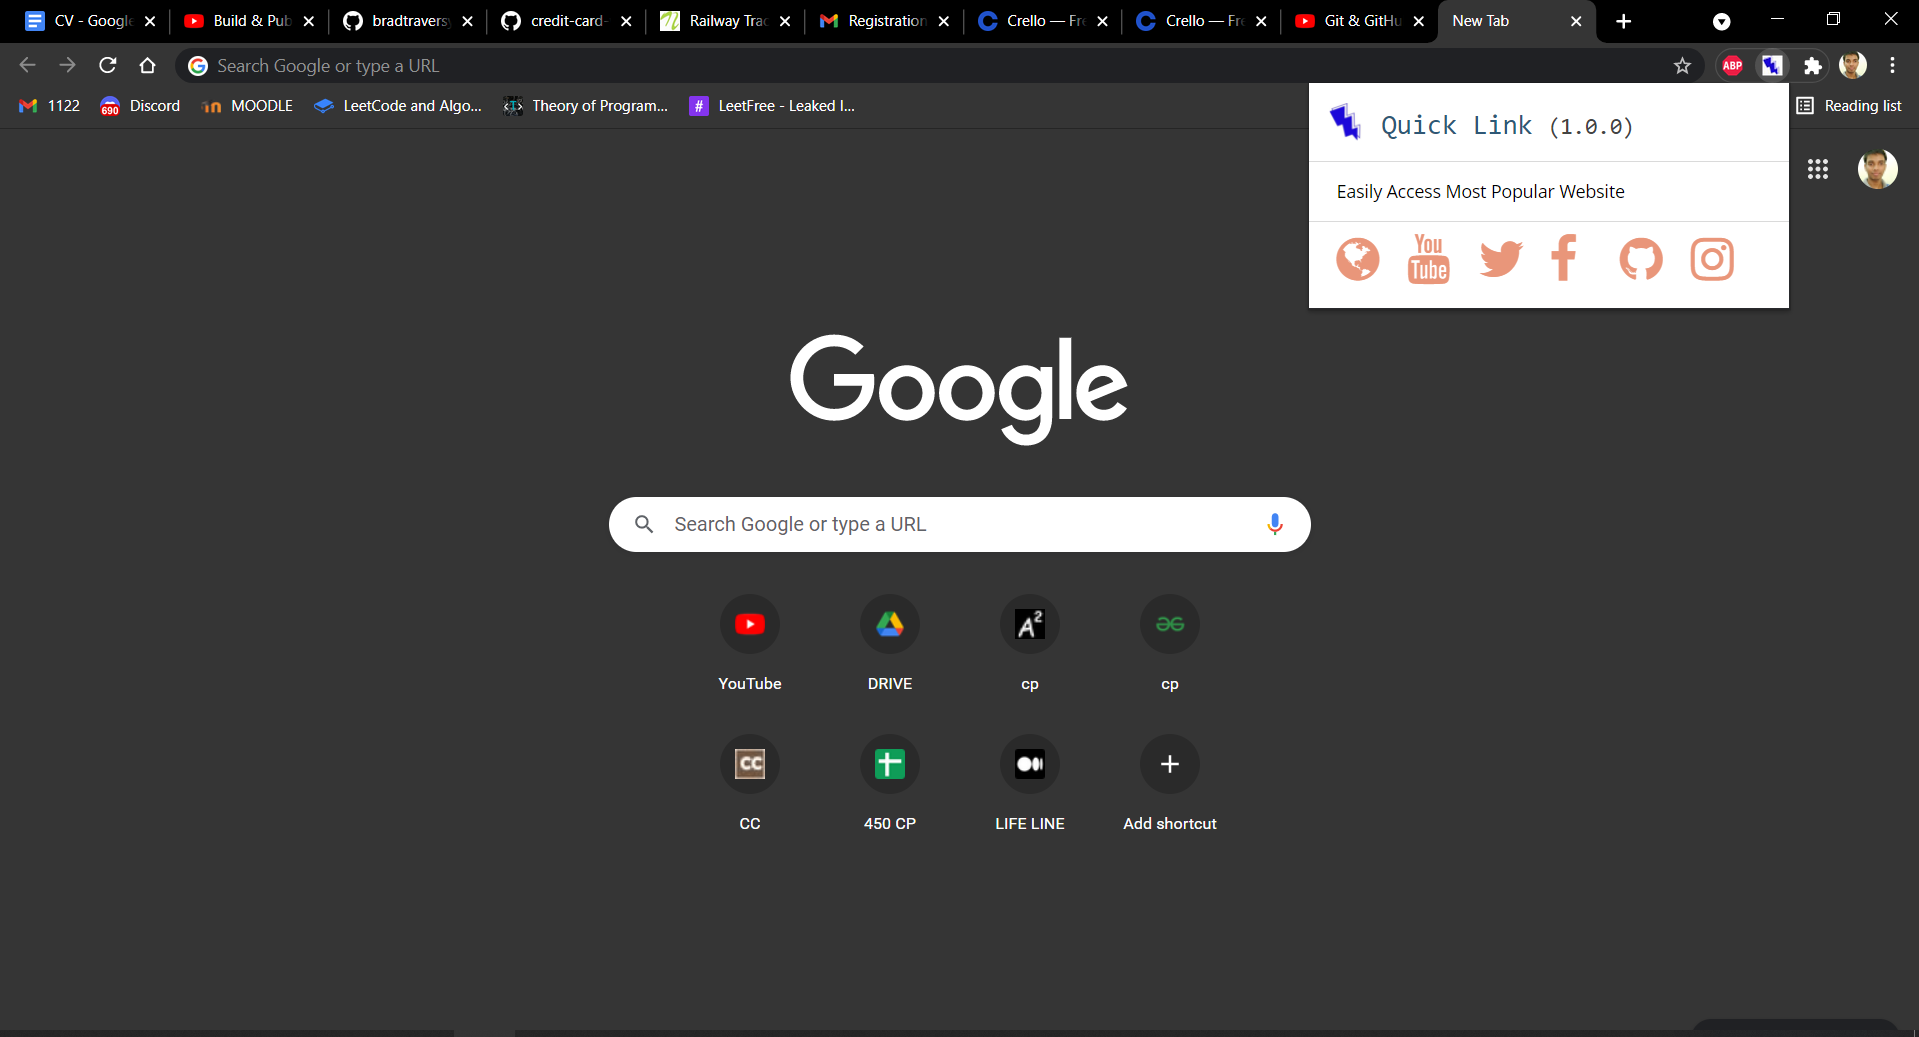 CV - Google
Build & Pub
bradtravers
credit-card-
Railway Trac
Registration
Crello — Fre
Crello — Fre
Git & GitHu
New Tab
Search Google or type a URL
ABP
1122
690
Discord
MOODLE
LeetCode and Algo...
Theory of Program...
#
LeetFree - Leaked I...
Reading list
Quick Link (1.0.0)
Easily Access Most Popular Website
You
Tube
Google
Search Google or type a URL
A2
YouTube
DRIVE
cp
cp
CC
CC
450 CP
LIFE LINE
Add shortcut